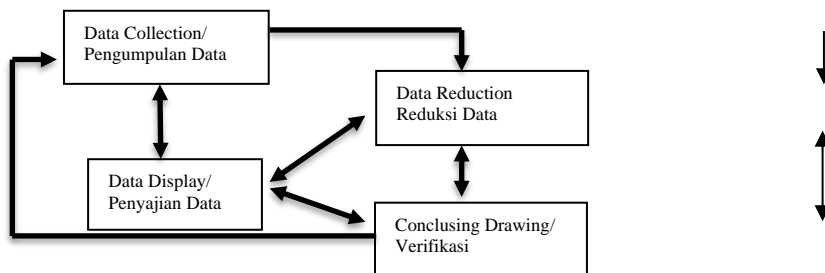 Data Collection/
Pengumpulan Data
Data Reduction
Reduksi Data
Data Display/
Penyajian Data
Conclusing Drawing/
Verifikasi